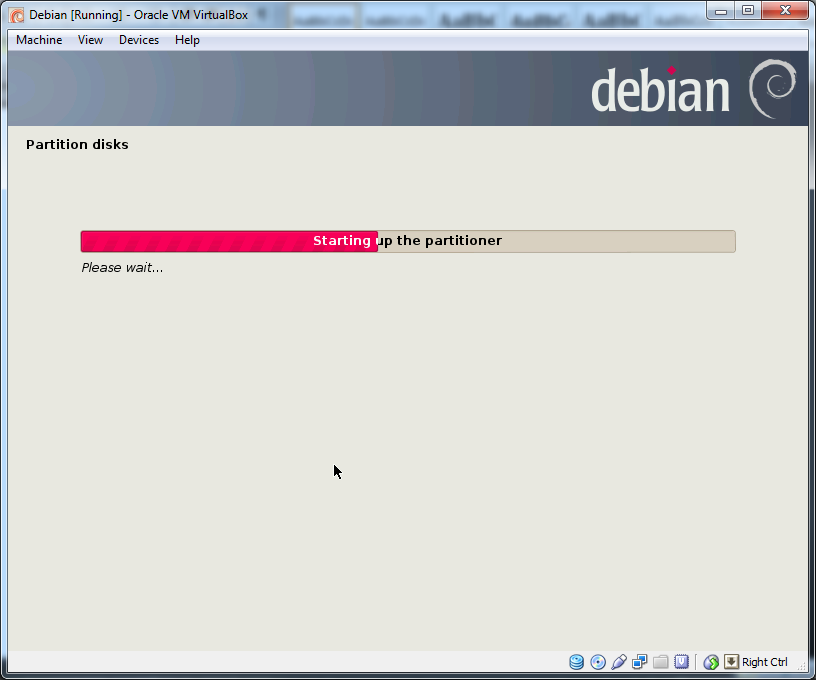 Debian [Running] - Oracle VM VirtualBox
Machine View Devices Help
debian
Partition disks
Starting up the partitioner
Please wait...
Right Ctrl